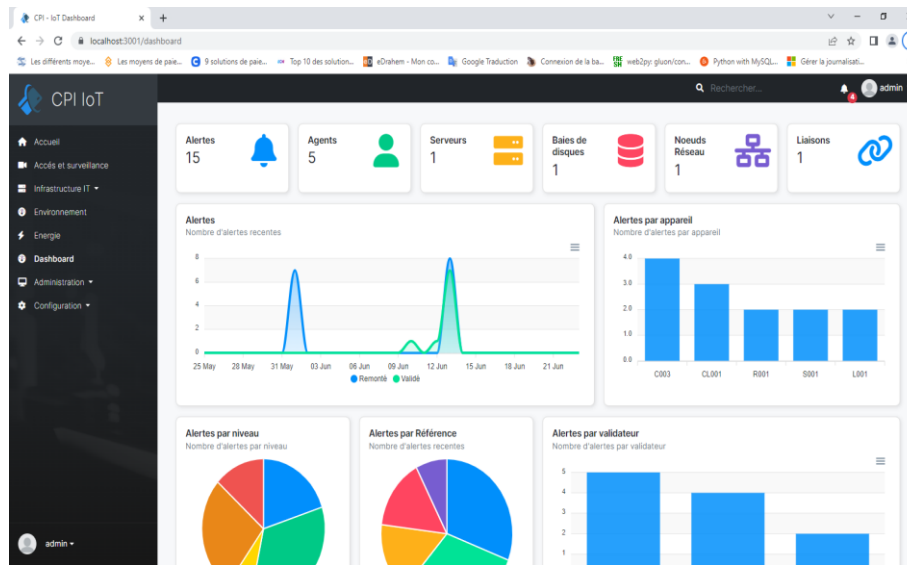 CPI - IoT Dashboard
localhost:3001/dashboard
Les différents moye... Les moyens de paie... 9 solutions de paie... Top 10 des solution... eDrahem - Mon co... Google Traduction Connexion de la ba... web2py: gluon/con... Python with MySQL... Gérer la journalisati...
CPI IoT
Rechercher...
4
admin
Accueil
Accés et surveillance
Infrastructure IT
Environnement
Energie
Dashboard
Administration
Configuration
admin
Alertes
15
Agents
5
Serveurs
1
Baies de
disques
1
Noeuds
Réseau
1
Liaisons
1
Alertes
Nombre d'alertes recentes
8
6
4
2
0
25 May 28 May 31 May 03 Jun 06 Jun 09 Jun 12 Jun 15 Jun 18 Jun 21 Jun
Remonté Validé
Alertes par appareil
Nombre d'alertes par appareil
4.0
3.0
2.0
1.0
0.0
C003 CL001 R001 S001 L001
Alertes par niveau
Nombre d'alertes par niveau
Alertes par Référence
Nombre d'alertes recentes
Alertes par validateur
Nombre d'alertes par validateur
5
4
3
2
1